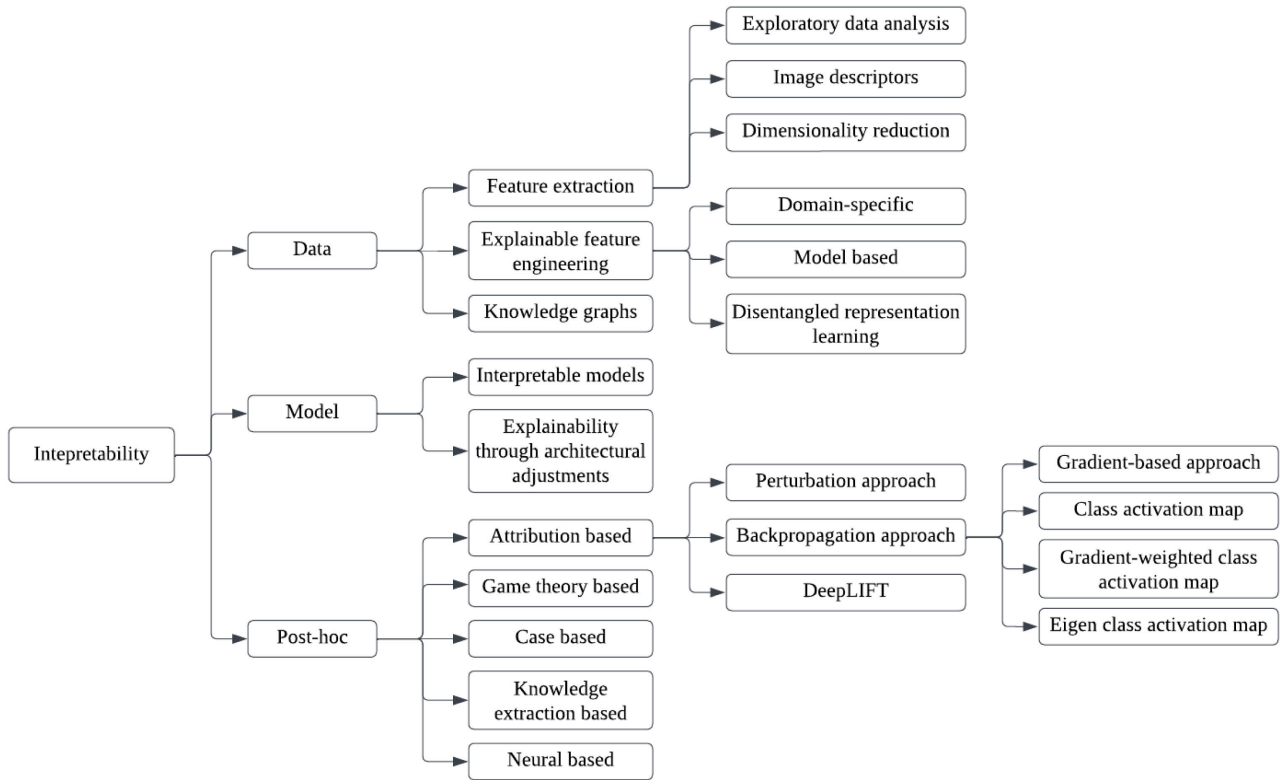 Exploratory data analysis
Image descriptors
Dimensionality reduction
Feature extraction
Domain-specific
Explainable feature
engineering
Data
Model based
Knowledge graphs
Disentangled representation
learning
Interpretable models
Model
Explainability
through architectural
adjustments
Intepretability
Gradient-based approach
Perturbation approach
Class activation map
Attribution based
Backpropagation approach
Gradient-weighted class
activation map
Game theory based
DeepLIFT
Eigen class activation map
Post-hoc
Case based
Knowledge
extraction based
Neural based